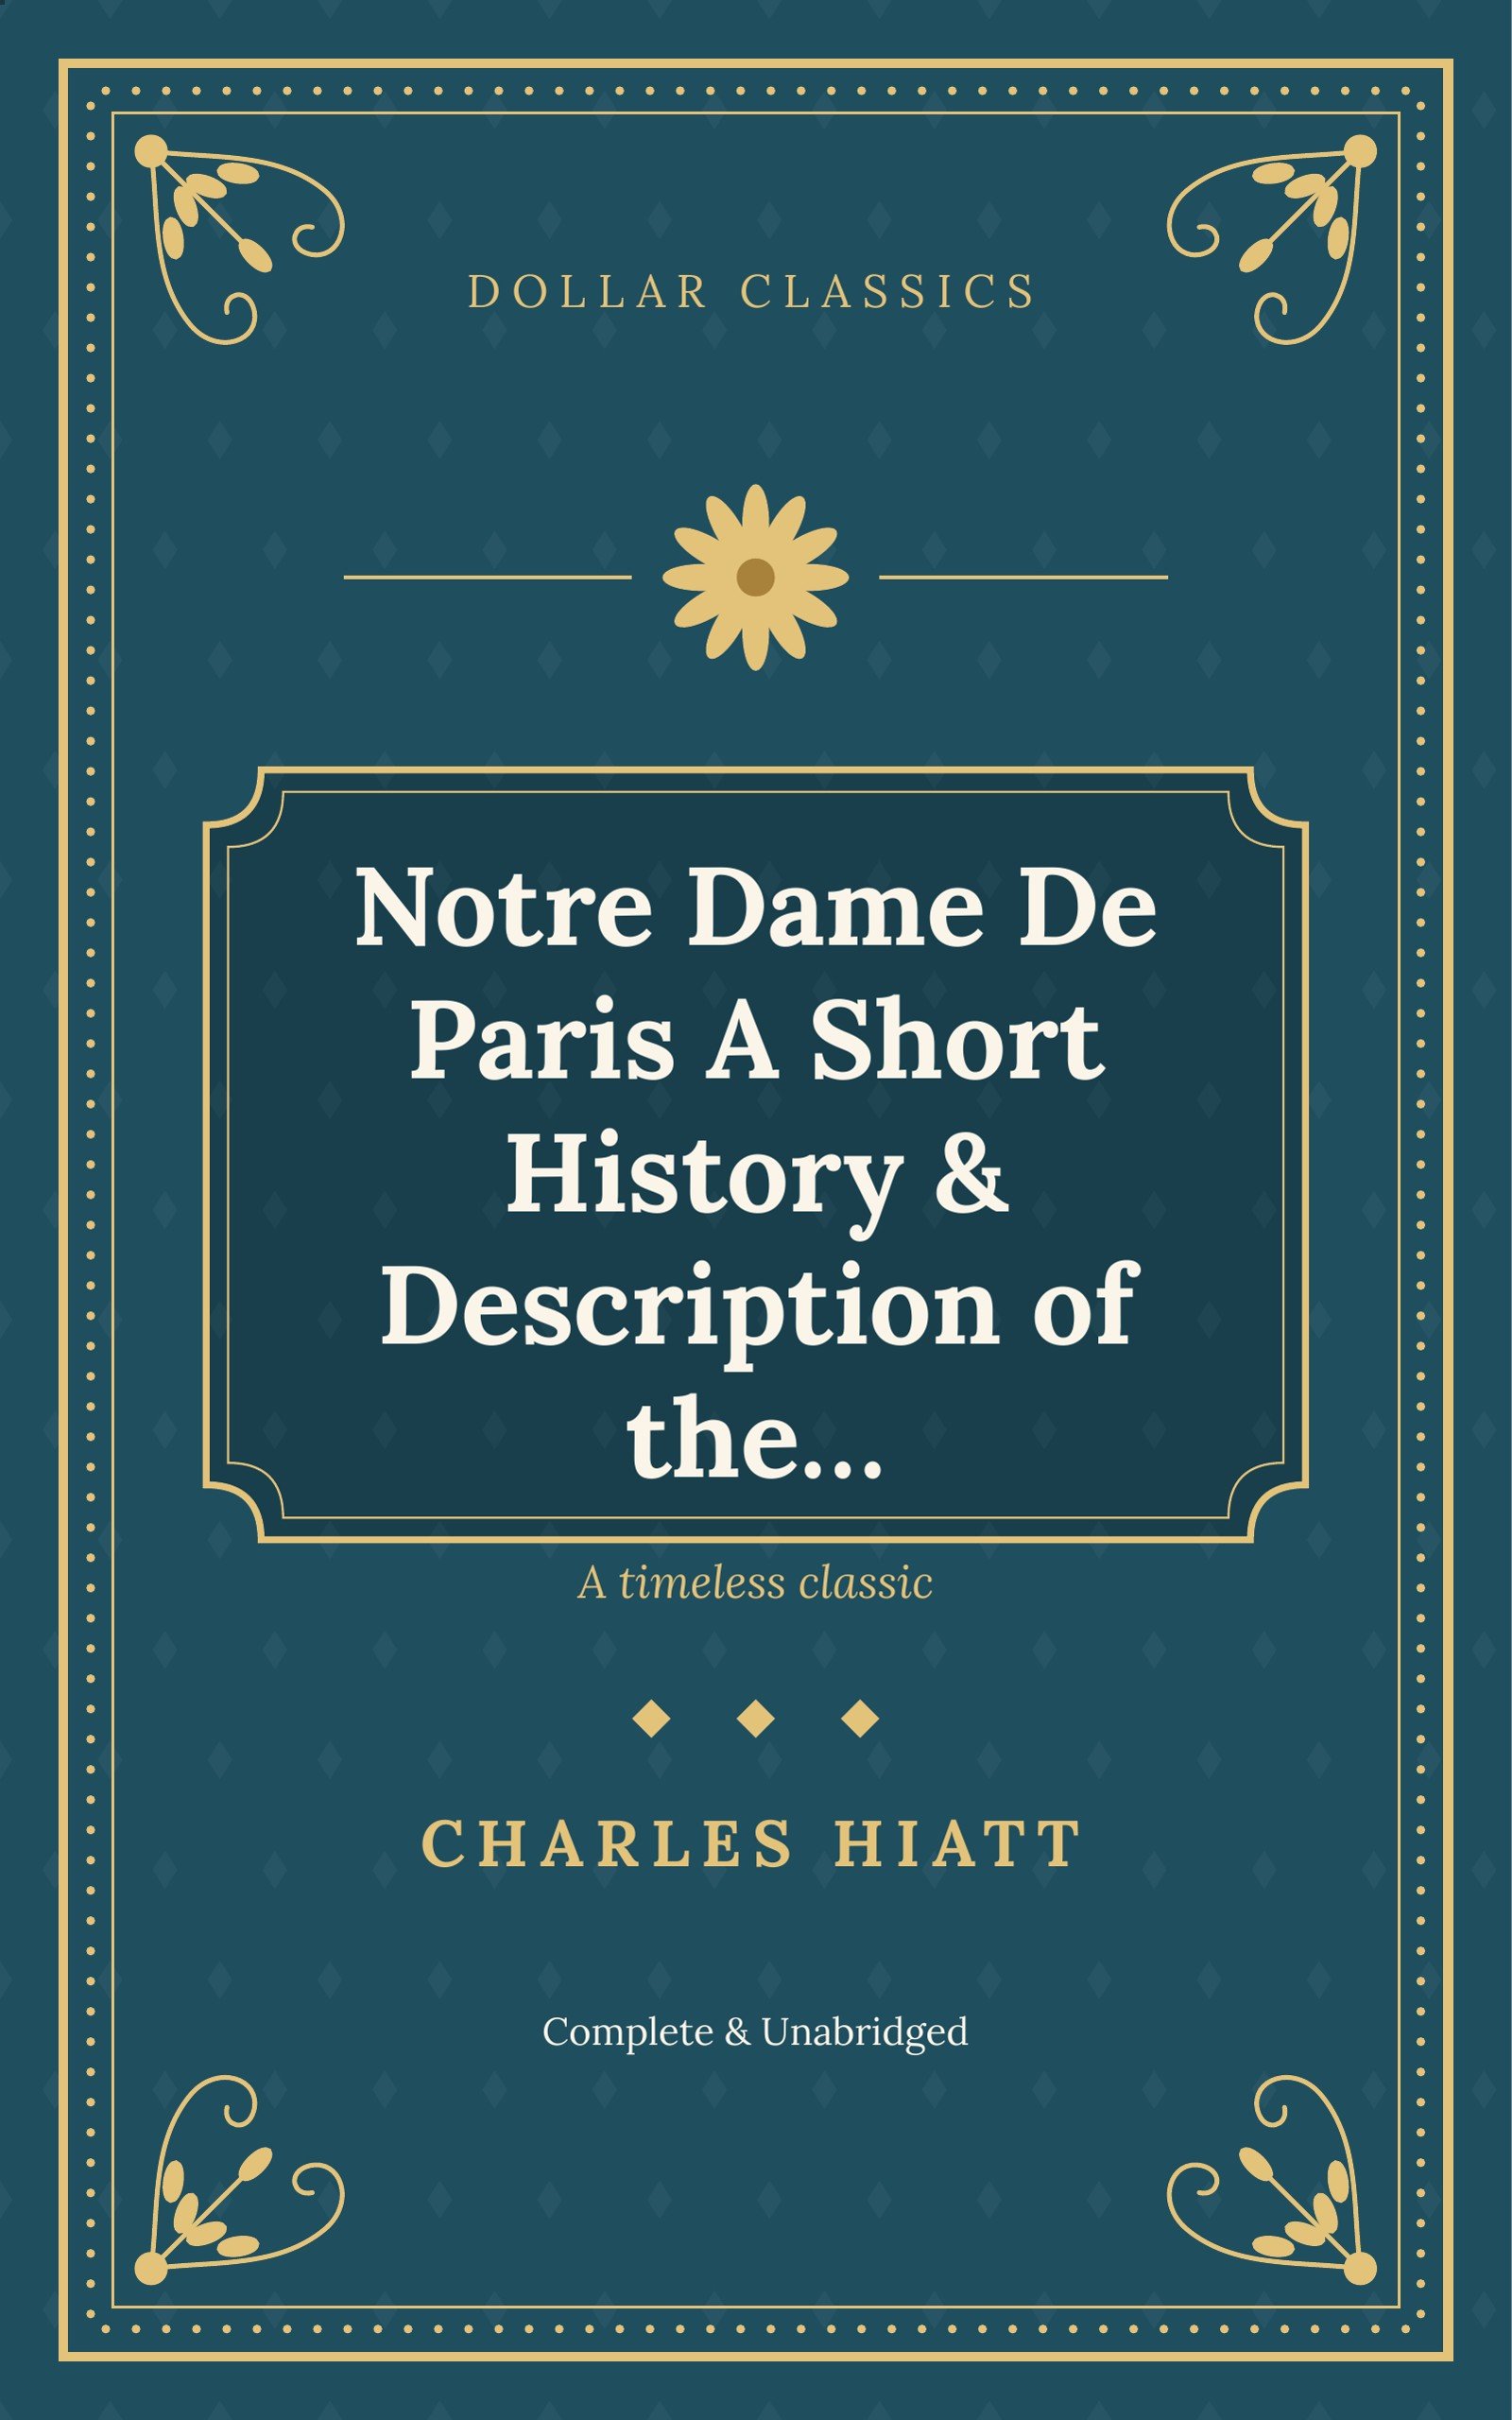 DOLLAR CLASSICS
Notre Dame De
Paris A Short
History &
Description of
the...
A timeless classic
CHARLES HIATT
Complete & Unabridged